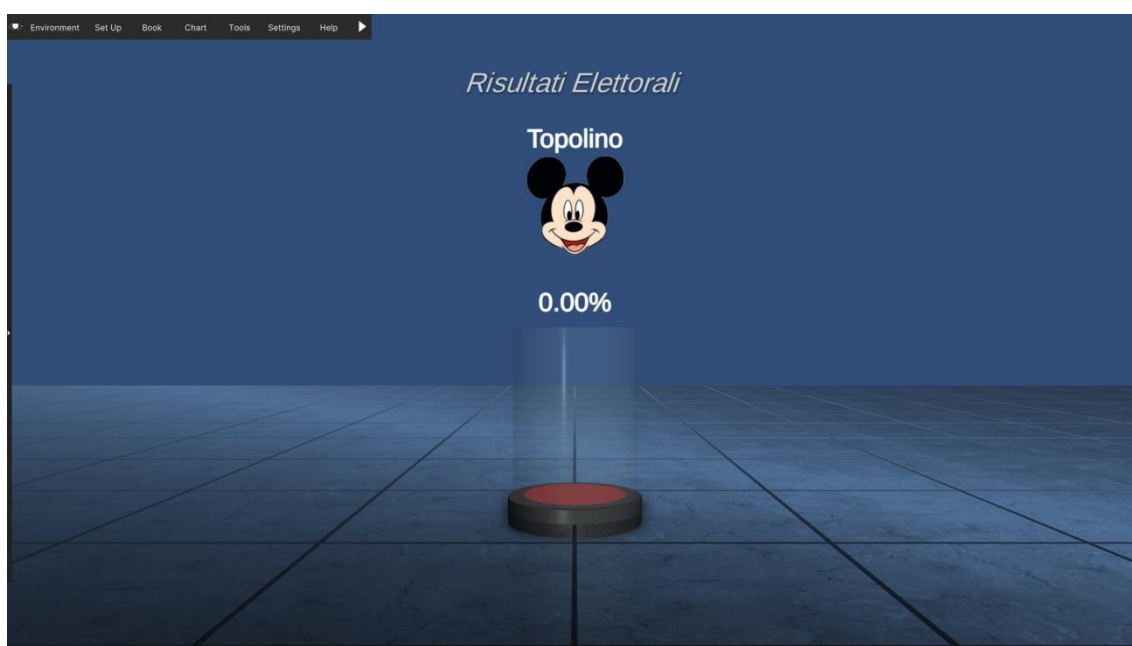 Environment Set Up Book Chart Tools Settings Help
Risultati Elettorali
Topolino
0.00%